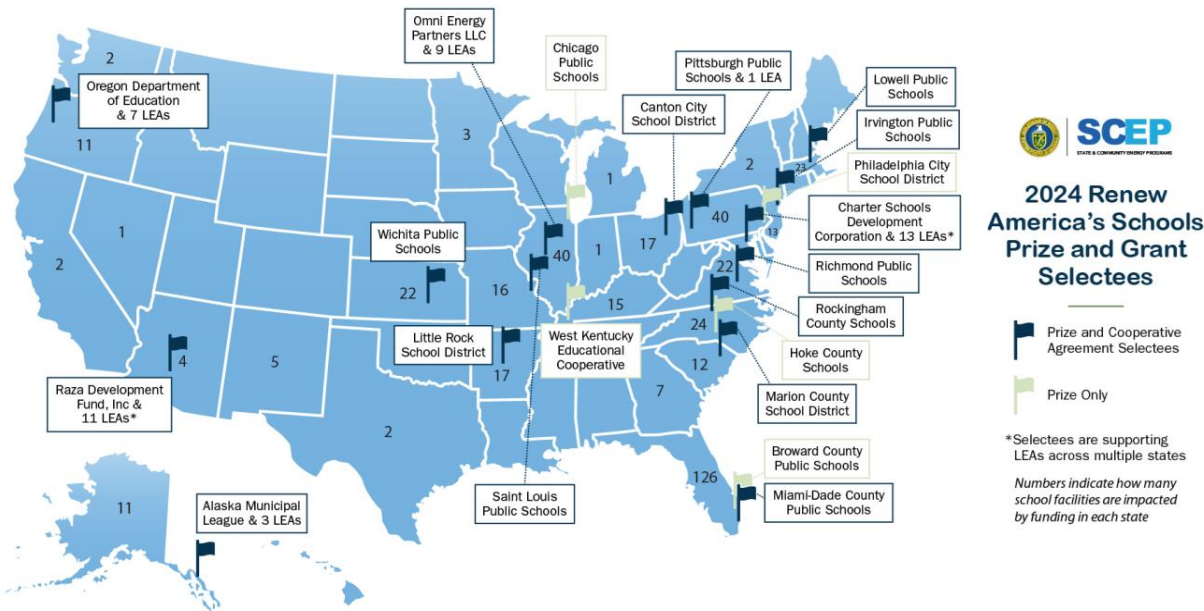 Omni Energy
Partners LLC
& 9 LEAs
Chicago
Public
Schools
Pittsburgh Public
Schools & 1 LEA
Lowell Public
Schools
Canton City
School District
Irvington Public
Schools
Philadelphia City
School District
Charter Schools
Development
Corporation & 13 LEAs*
Richmond Public
Schools
Rockingham
County Schools
Hoke County
Schools
Marion County
School District
Broward County
Public Schools
Miami-Dade County
Public Schools
Oregon Department
of Education
& 7 LEAs
Wichita Public
Schools
Little Rock
School District
West Kentucky
Educational
Cooperative
Raza Development
Fund, Inc &
11 LEAs*
Saint Louis
Public Schools
Alaska Municipal
League & 3 LEAs
2
11
1
2
4
5
2
22
3
16
17
40
1
1
17
15
40
2
23
13
22
24
12
7
126
11
SCEP
STATE & COMMUNITY ENERGY PROGRAMS
2024 Renew
America's Schools
Prize and Grant
Selectees
Prize and Cooperative
Agreement Selectees
Prize Only
*Selectees are supporting
LEAs across multiple states
Numbers indicate how many
school facilities are impacted
by funding in each state